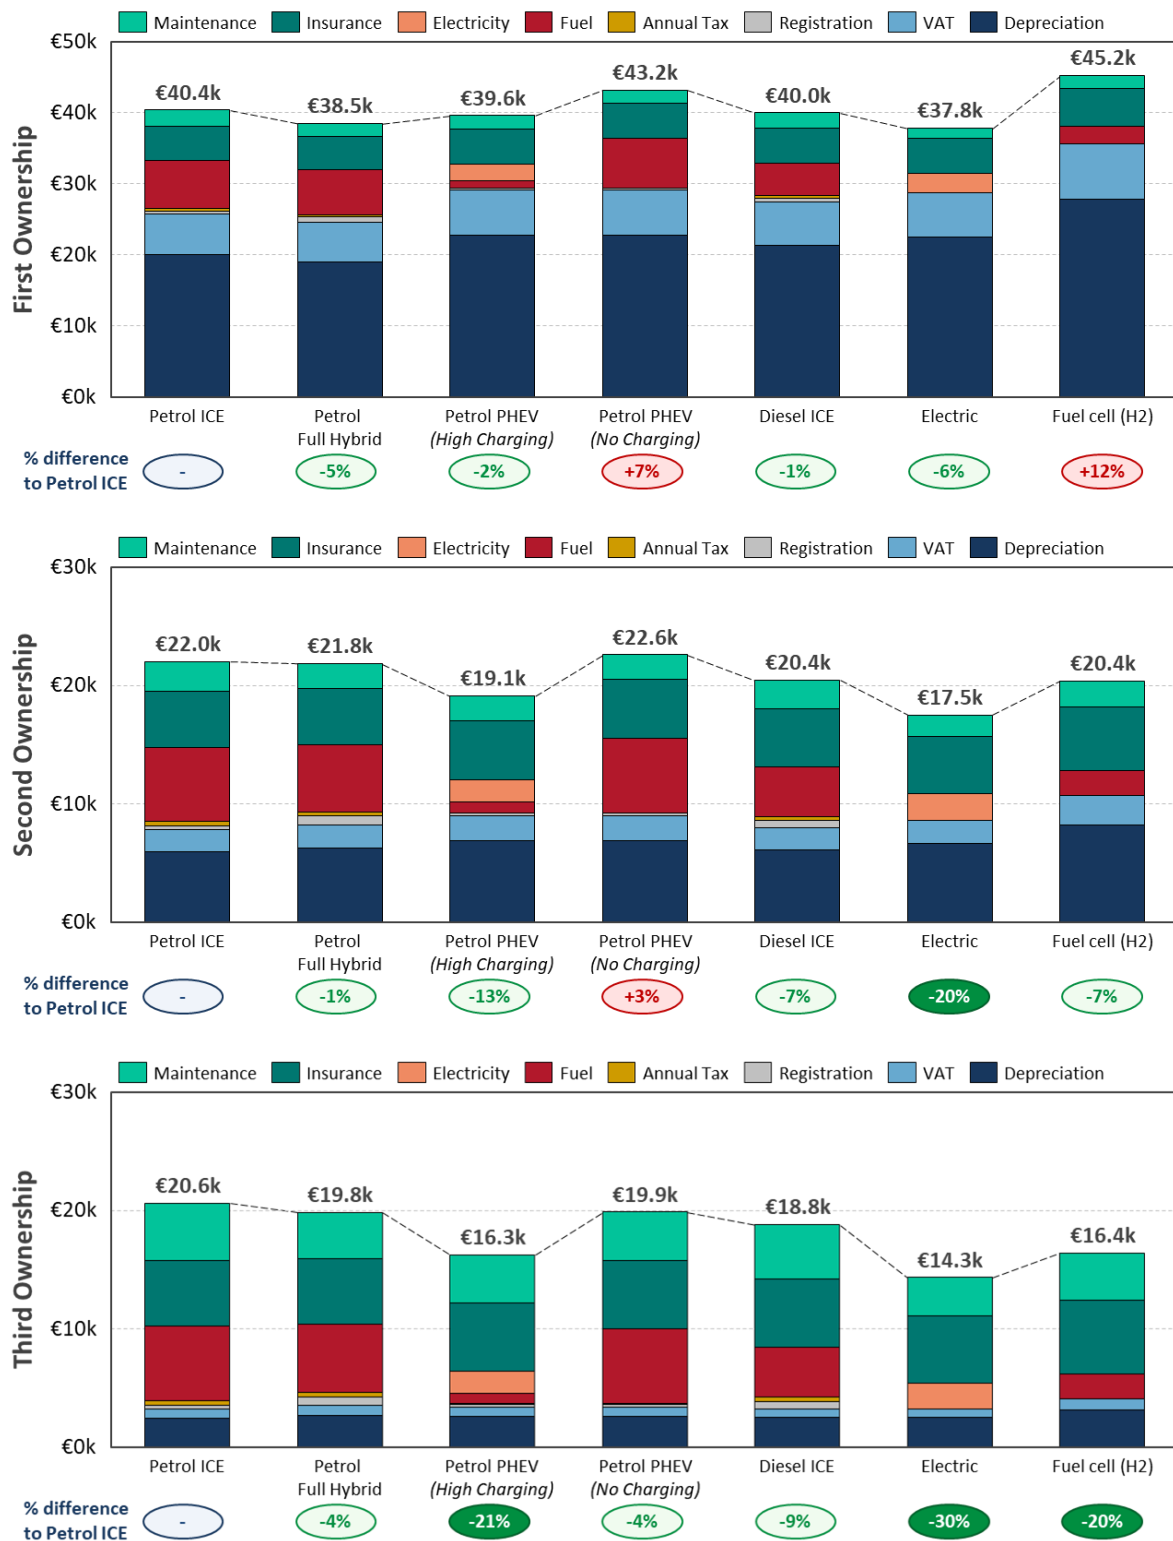 Maintenance Insurance Electricity Fuel Annual Tax Registration VAT Depreciation
First Ownership
€50k
€40k
€30k
€20k
€10k
€0k
€40.4k €38.5k €39.6k €43.2k €40.0k €37.8k €45.2k
Petrol ICE Petrol Petrol PHEV Petrol PHEV Diesel ICE Electric Fuel cell (H2)
Full Hybrid (High Charging) (No Charging)
% difference
to Petrol ICE
- -5% -2% +7% -1% -6% +12%
Maintenance Insurance Electricity Fuel Annual Tax Registration VAT Depreciation
Second Ownership
€30k
€20k
€10k
€0k
€22.0k €21.8k €19.1k €22.6k €20.4k €17.5k €20.4k
Petrol ICE Petrol Petrol PHEV Petrol PHEV Diesel ICE Electric Fuel cell (H2)
Full Hybrid (High Charging) (No Charging)
% difference
to Petrol ICE
- -1% -13% +3% -7% -20% -7%
Maintenance Insurance Electricity Fuel Annual Tax Registration VAT Depreciation
Third Ownership
€30k
€20k
€10k
€0k
€20.6k €19.8k €16.3k €19.9k €18.8k €14.3k €16.4k
Petrol ICE Petrol Petrol PHEV Petrol PHEV Diesel ICE Electric Fuel cell (H2)
Full Hybrid (High Charging) (No Charging)
% difference
to Petrol ICE
- -4% -21% -4% -9% -30% -20%